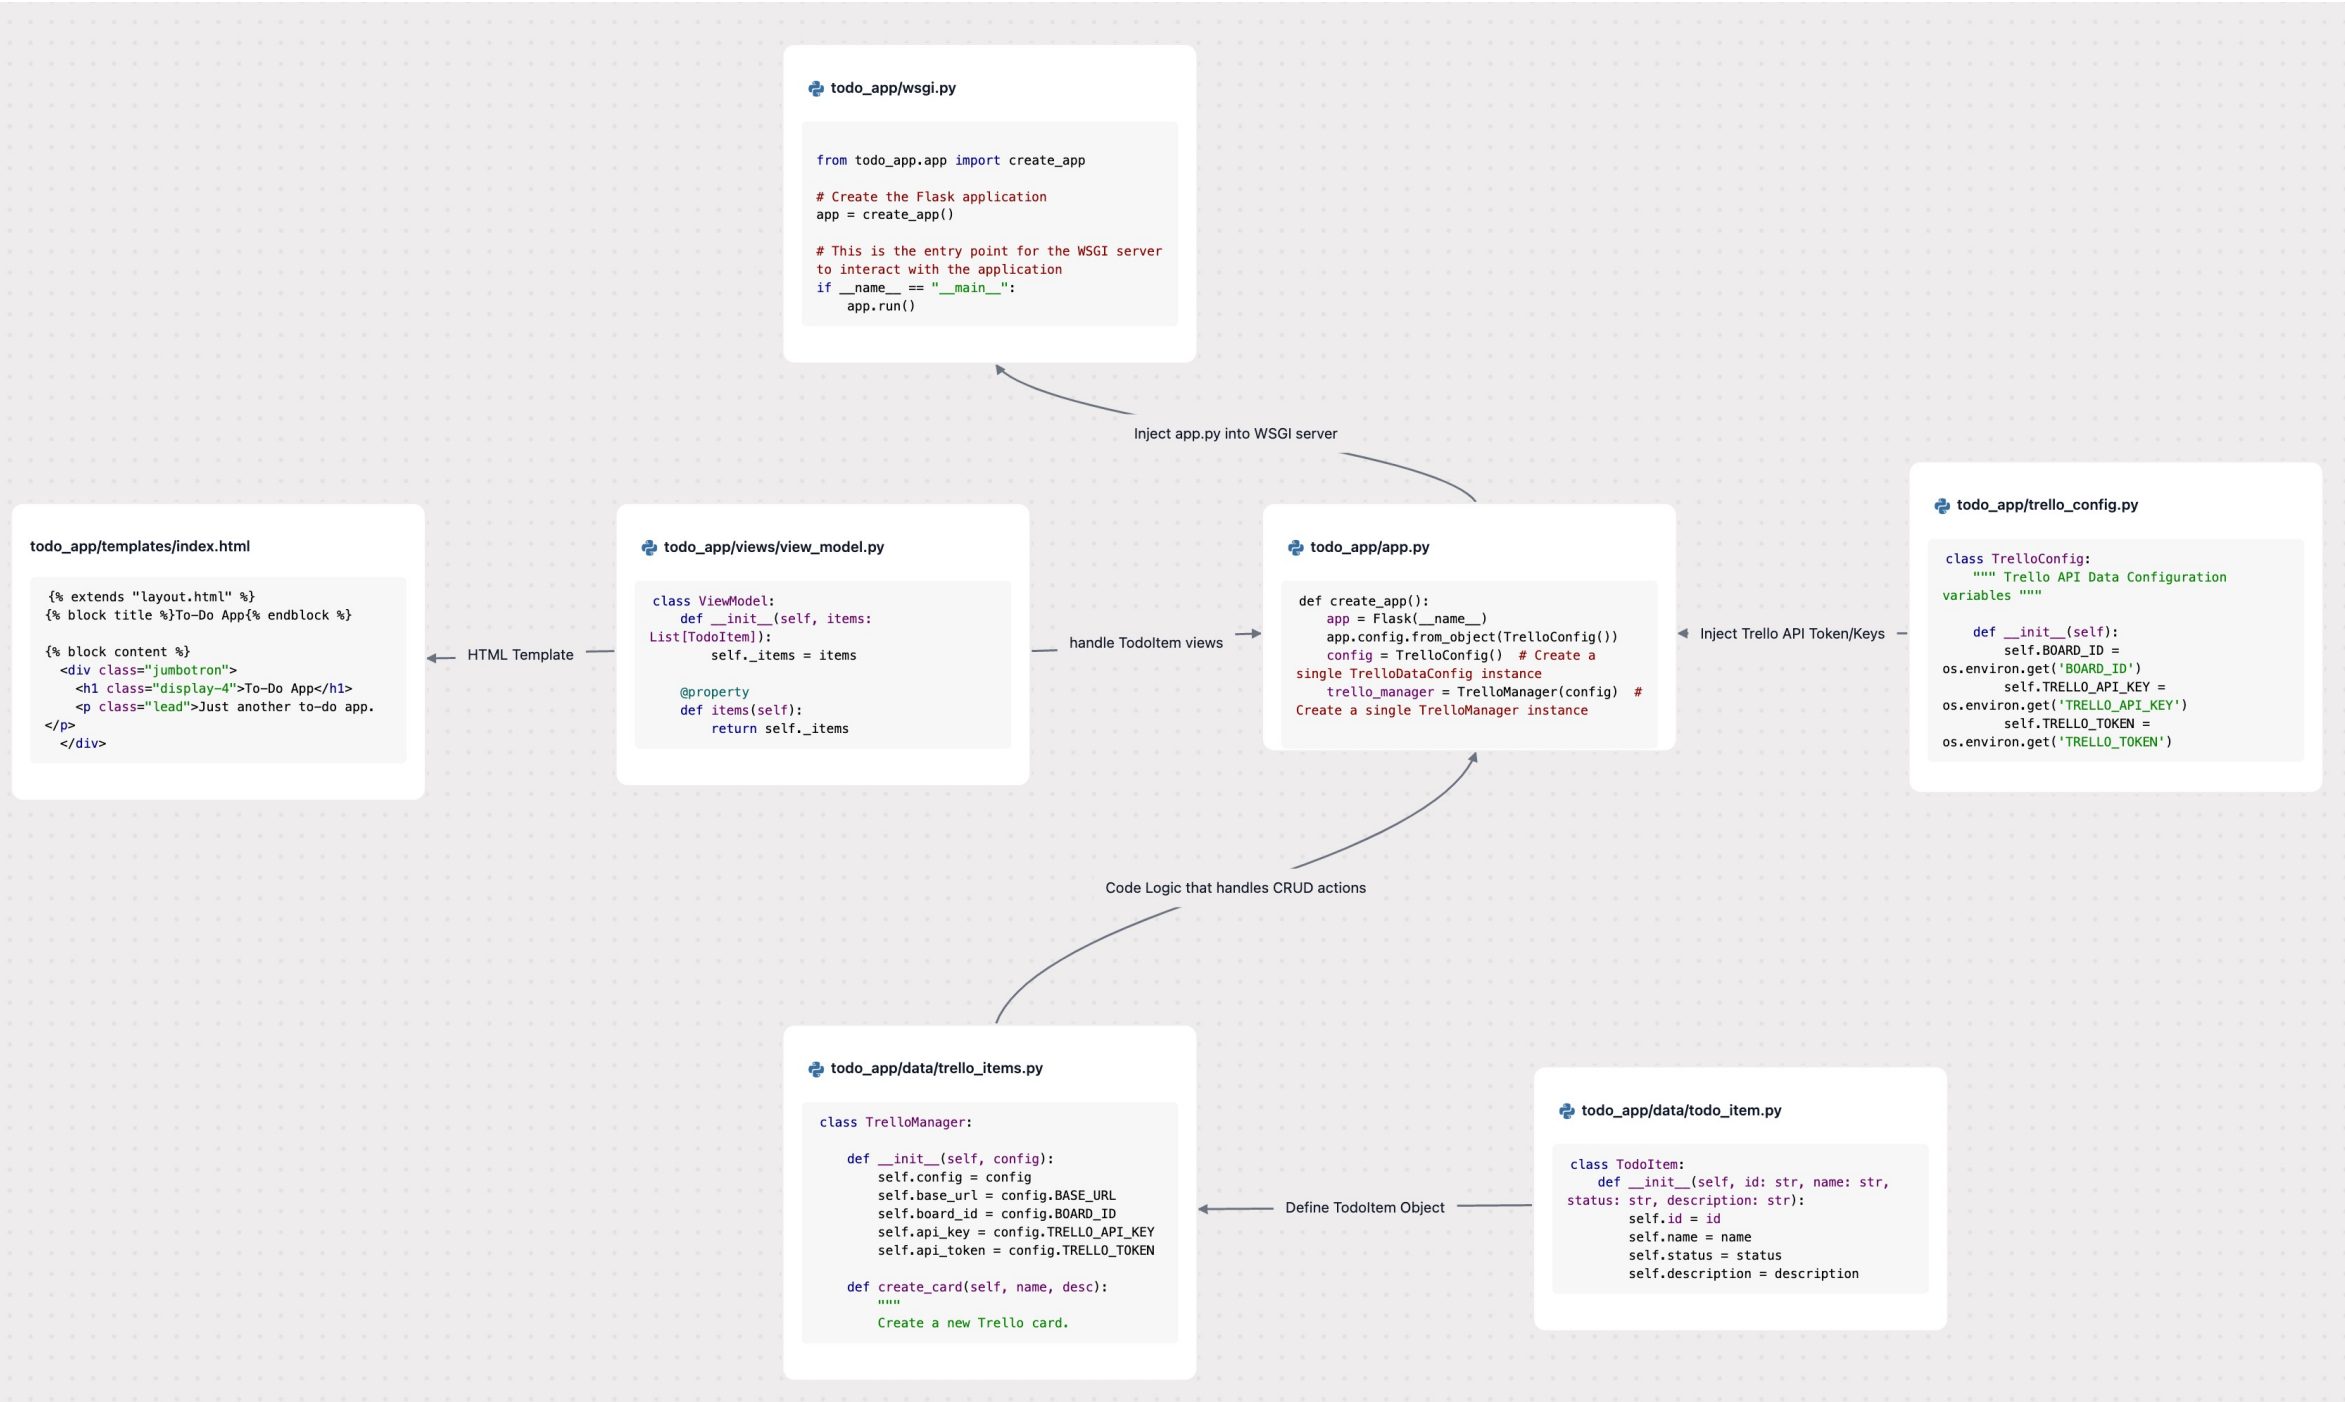 todo_app/wsgi.py
from todo_app.app import create_app
# Create the Flask application
app = create_app()
# This is the entry point for the WSGI server
to interact with the application
if __name__ == "__main__":
    app.run()
Inject app.py into WSGI server
todo_app/templates/index.html
{% extends "layout.html" %}
{% block title %}To-Do App{% endblock %}
{% block content %}
  <div class="jumbotron">
    <h1 class="display-4">To-Do App</h1>
    <p class="lead">Just another to-do app.
</p>
  </div>
HTML Template
todo_app/views/view_model.py
class ViewModel:
    def __init__(self, items:
List[TodoItem]):
        self._items = items
    @property
    def items(self):
        return self._items
handle TodoItem views
todo_app/app.py
def create_app():
    app = Flask(__name__)
    app.config.from_object(TrelloConfig())
    config = TrelloConfig()  # Create a
single TrelloDataConfig instance
    trello_manager = TrelloManager(config)  #
Create a single TrelloManager instance
Inject Trello API Token/Keys
todo_app/trello_config.py
class TrelloConfig:
    """ Trello API Data Configuration
variables """
    def __init__(self):
        self.BOARD_ID =
os.environ.get('BOARD_ID')
        self.TRELLO_API_KEY =
os.environ.get('TRELLO_API_KEY')
        self.TRELLO_TOKEN =
os.environ.get('TRELLO_TOKEN')
Code Logic that handles CRUD actions
todo_app/data/trello_items.py
class TrelloManager:
    def __init__(self, config):
        self.config = config
        self.base_url = config.BASE_URL
        self.board_id = config.BOARD_ID
        self.api_key = config.TRELLO_API_KEY
        self.api_token = config.TRELLO_TOKEN
    def create_card(self, name, desc):
        """
        Create a new Trello card.
Define TodoItem Object
todo_app/data/todo_item.py
class TodoItem:
    def __init__(self, id: str, name: str,
status: str, description: str):
        self.id = id
        self.name = name
        self.status = status
        self.description = description